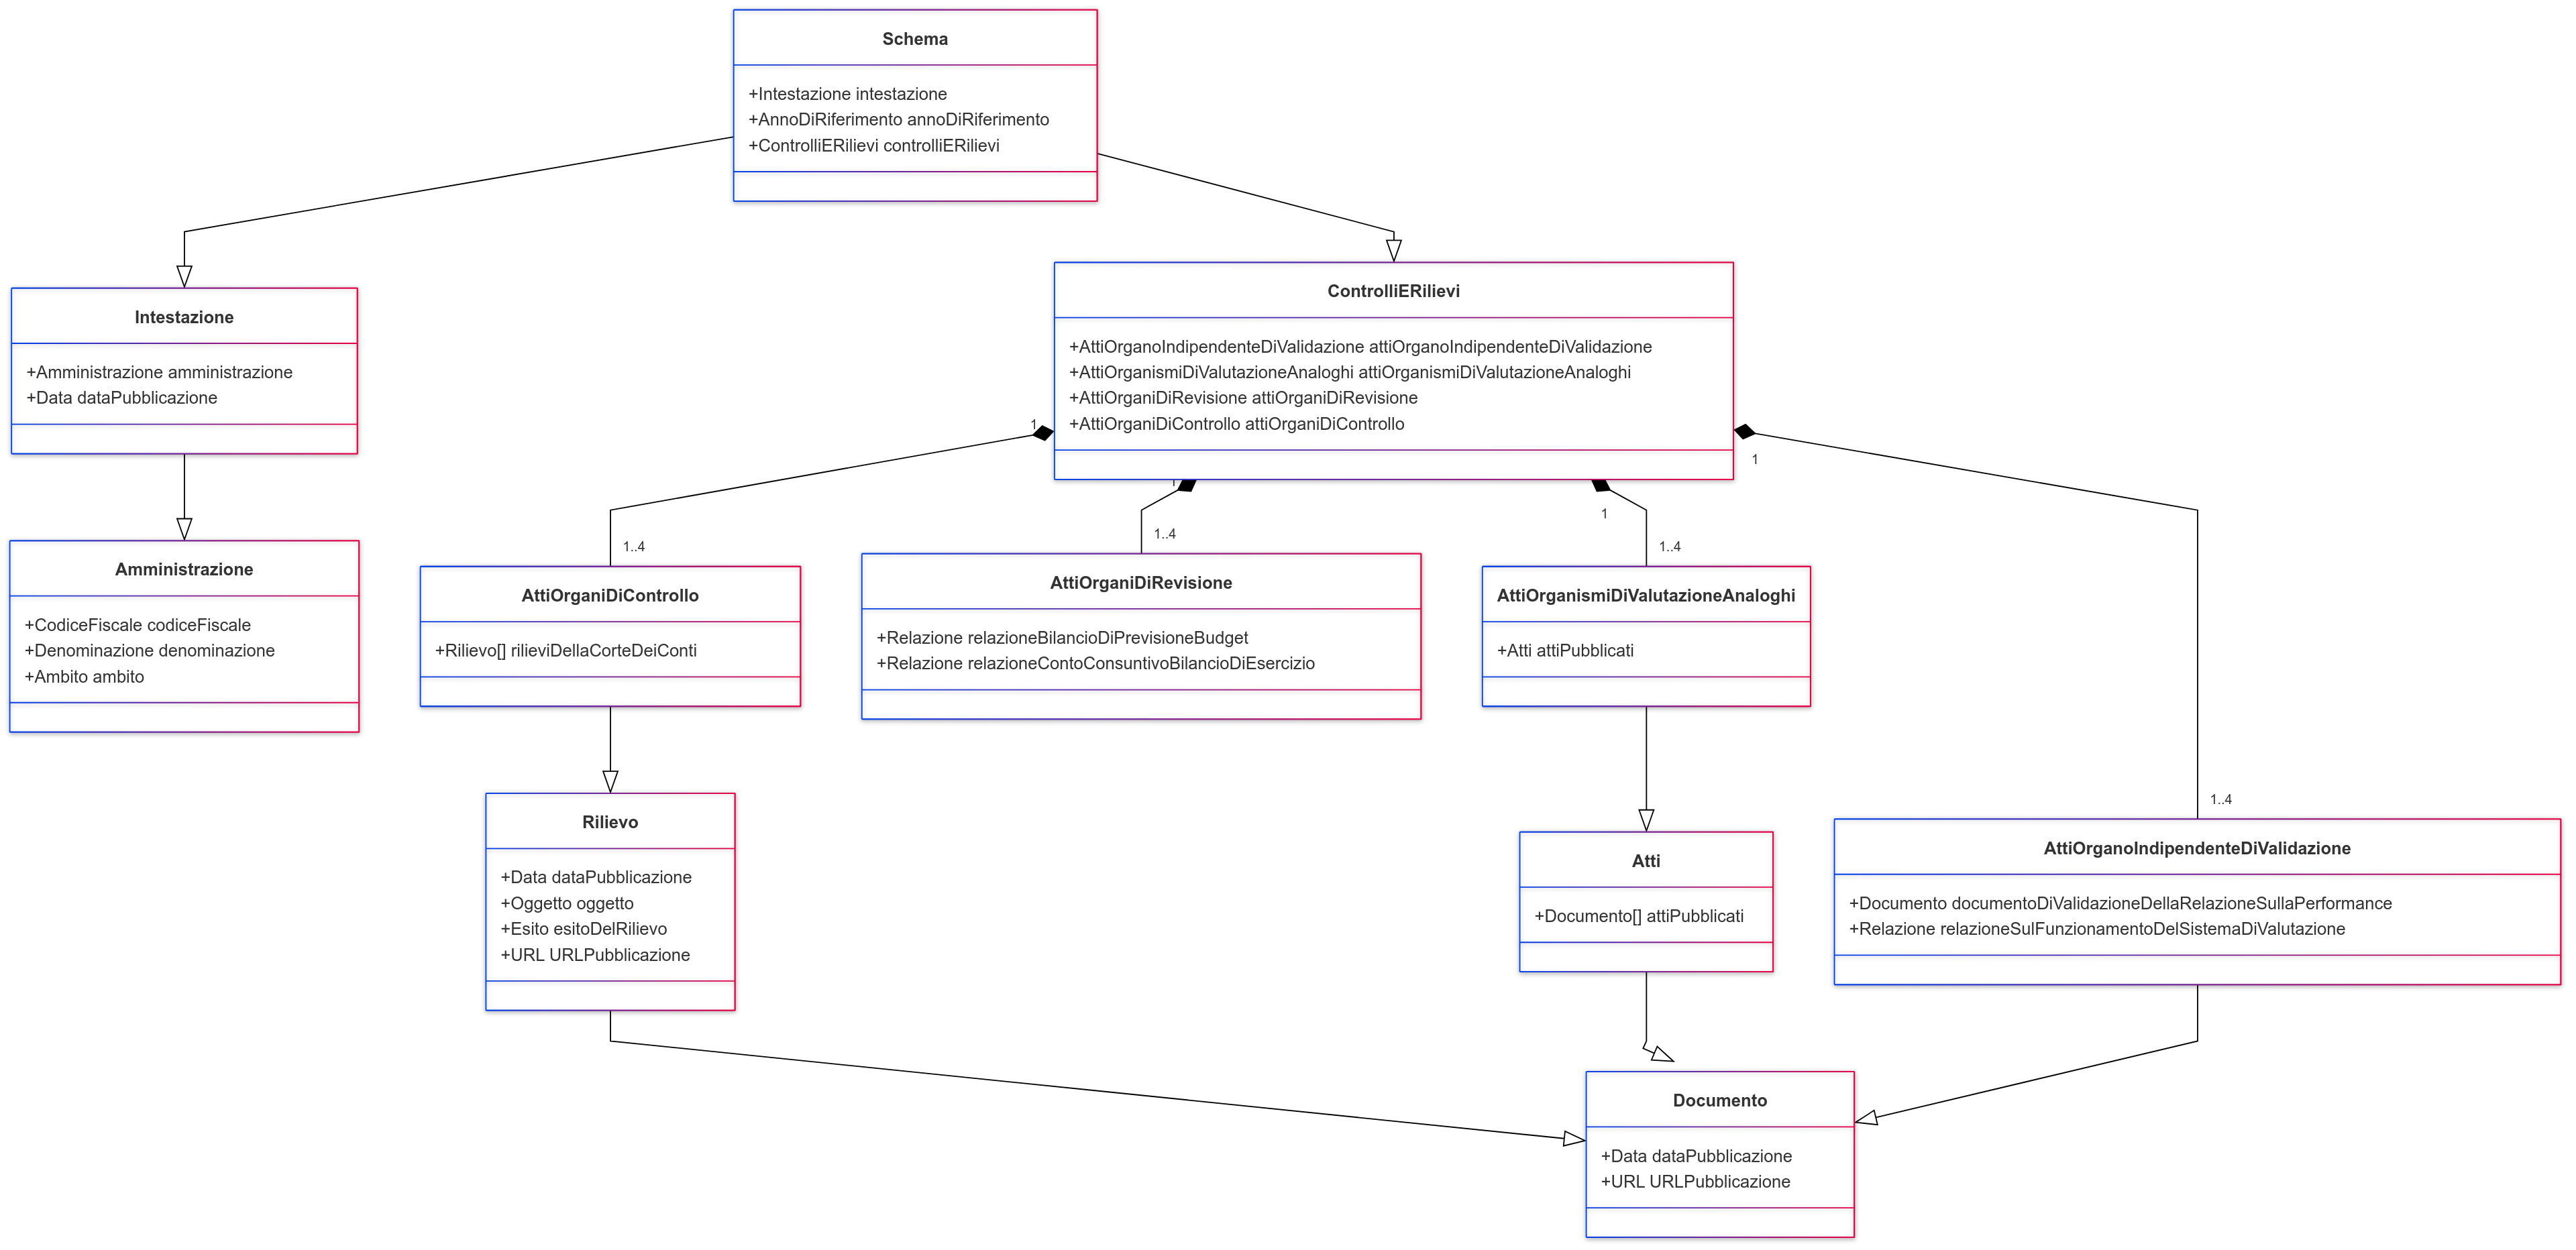 Schema
+Intestazione intestazione
+AnnoDiRiferimento annoDiRiferimento
+ControlliERilievi controlliERilievi
Intestazione
+Amministrazione amministrazione
+Data dataPubblicazione
ControlliERilievi
+AttiOrganoIndipendenteDiValidazione attiOrganoIndipendenteDiValidazione
+AttiOrganismiDiValutazioneAnaloghi attiOrganismiDiValutazioneAnaloghi
+AttiOrganiDiRevisione attiOrganiDiRevisione
+AttiOrganiDiControllo attiOrganiDiControllo
1
1
1
1..4
1..4
1..4
Amministrazione
+CodiceFiscale codiceFiscale
+Denominazione denominazione
+Ambito ambito
AttiOrganiDiControllo
+Rilievo[] rilieviDellaCorteDeiConti
AttiOrganiDiRevisione
+Relazione relazioneBilancioDiPrevisioneBudget
+Relazione relazioneContoConsuntivoBilancioDiEsercizio
AttiOrganismiDiValutazioneAnaloghi
+Atti attiPubblicati
1..4
Rilievo
+Data dataPubblicazione
+Oggetto oggetto
+Esito esitoDelRilievo
+URL URLPubblicazione
Atti
+Documento[] attiPubblicati
AttiOrganoIndipendenteDiValidazione
+Documento documentoDiValidazioneDellaRelazioneSullaPerformance
+Relazione relazioneSulFunzionamentoDelSistemaDiValutazione
Documento
+Data dataPubblicazione
+URL URLPubblicazione